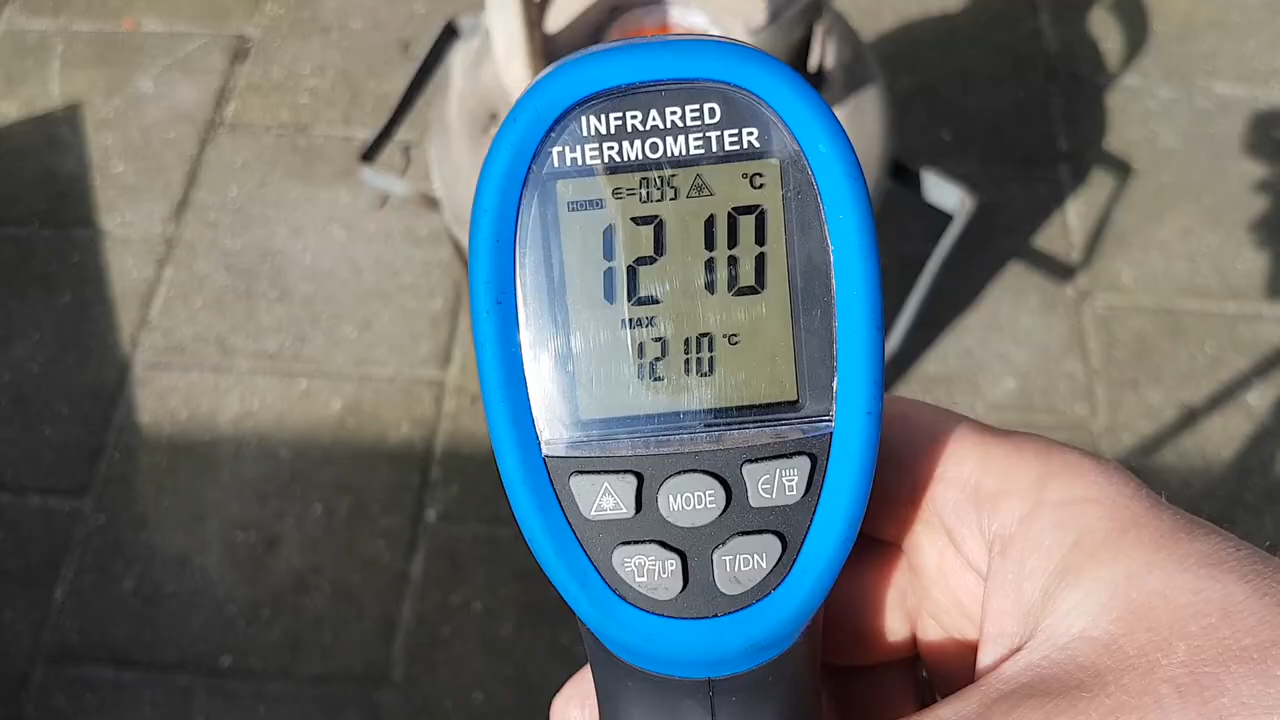 INFRARED
THERMOMETER
€=0.95 °C
HOLD
1210
MAX
1210 °C
MODE
€/
/UP
T/DN